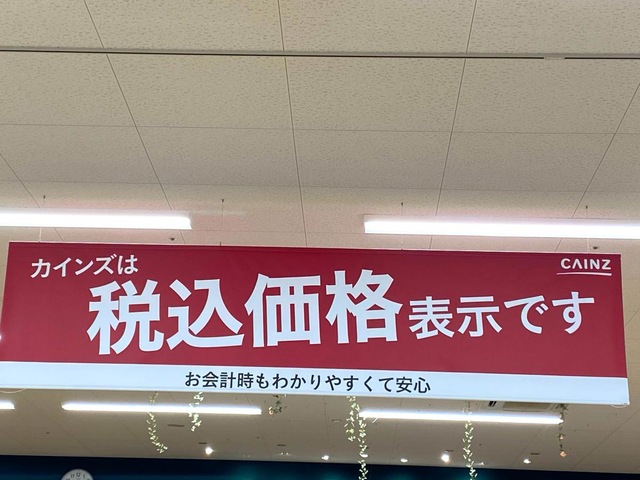 カインズは
CAINZ
税込価格表示です
お会計時もわかりやすくて安心